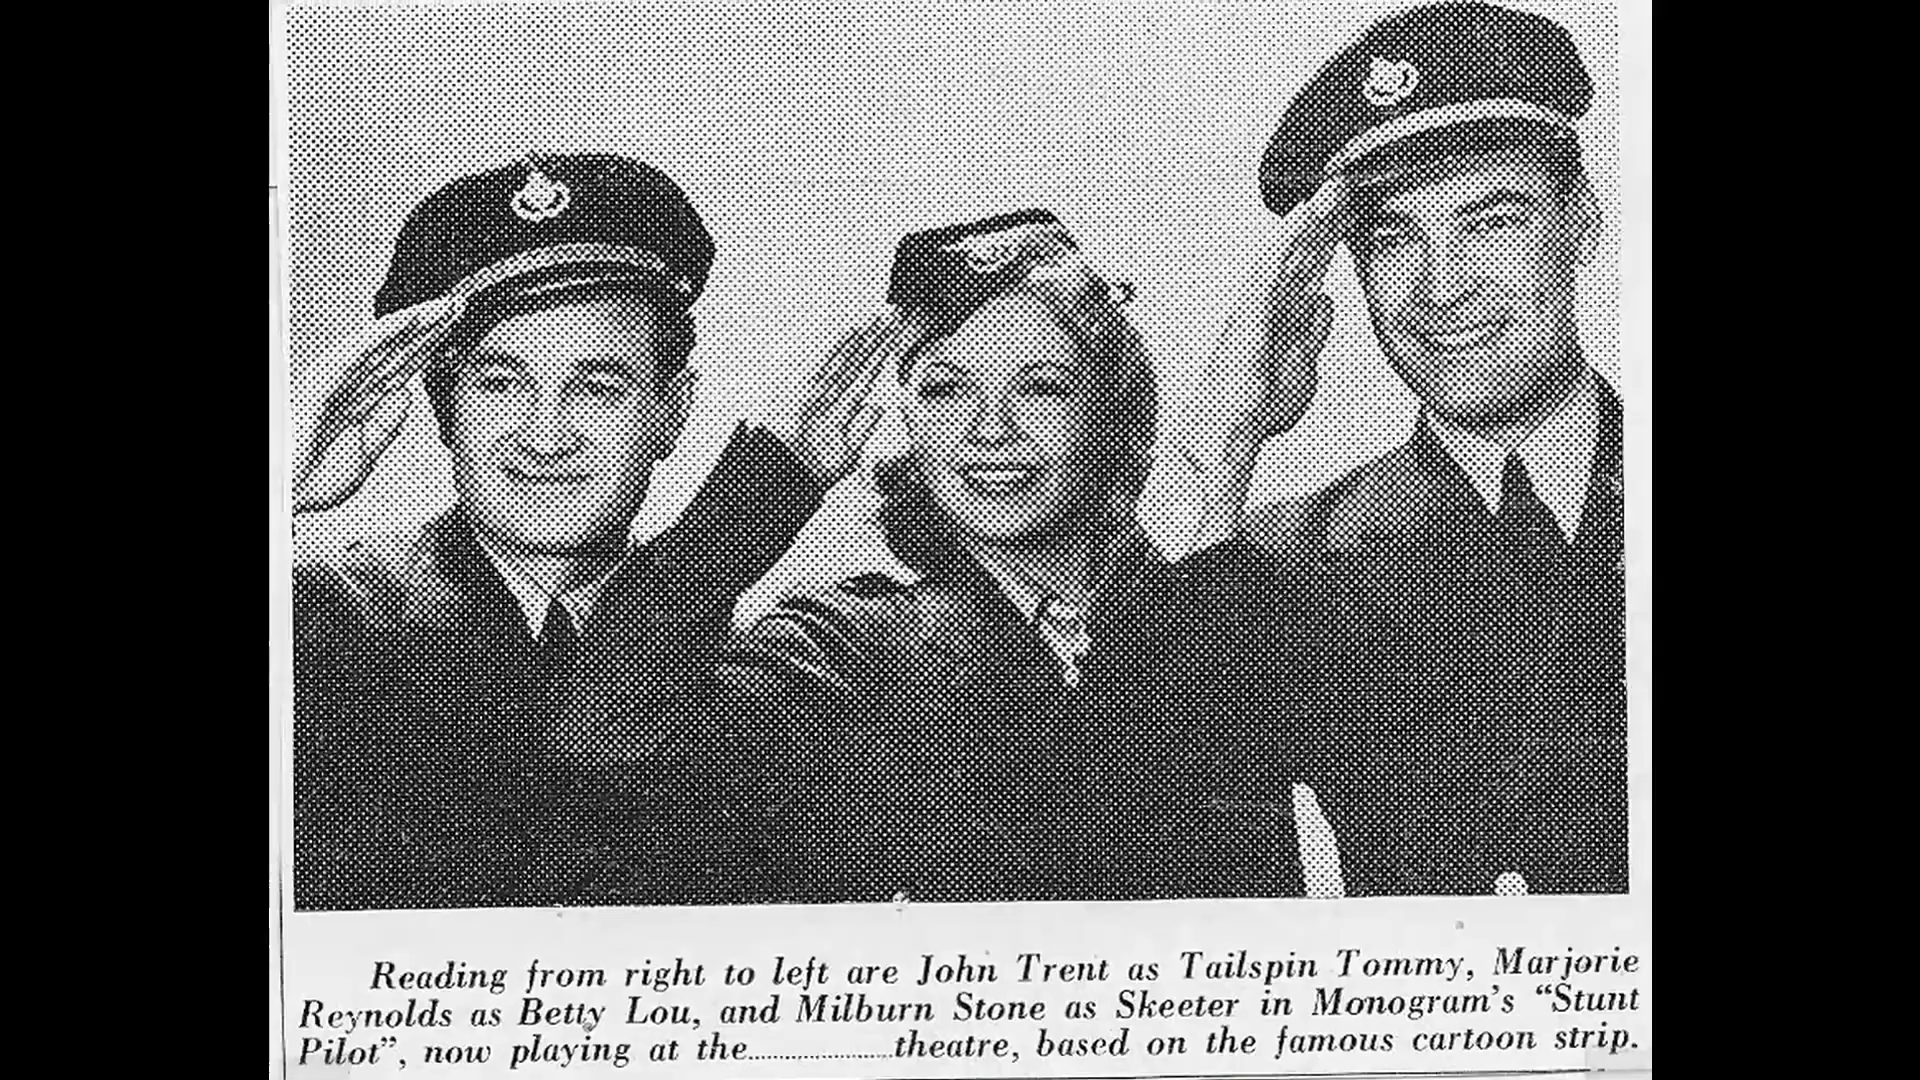 Reading from right to left are John Trent as Tailspin Tommy, Marjorie
Reynolds as Betty Lou, and Milburn Stone as Skeeter in Monogram's “Stunt
Pilot”, now playing at the......................theatre, based on the famous cartoon strip.